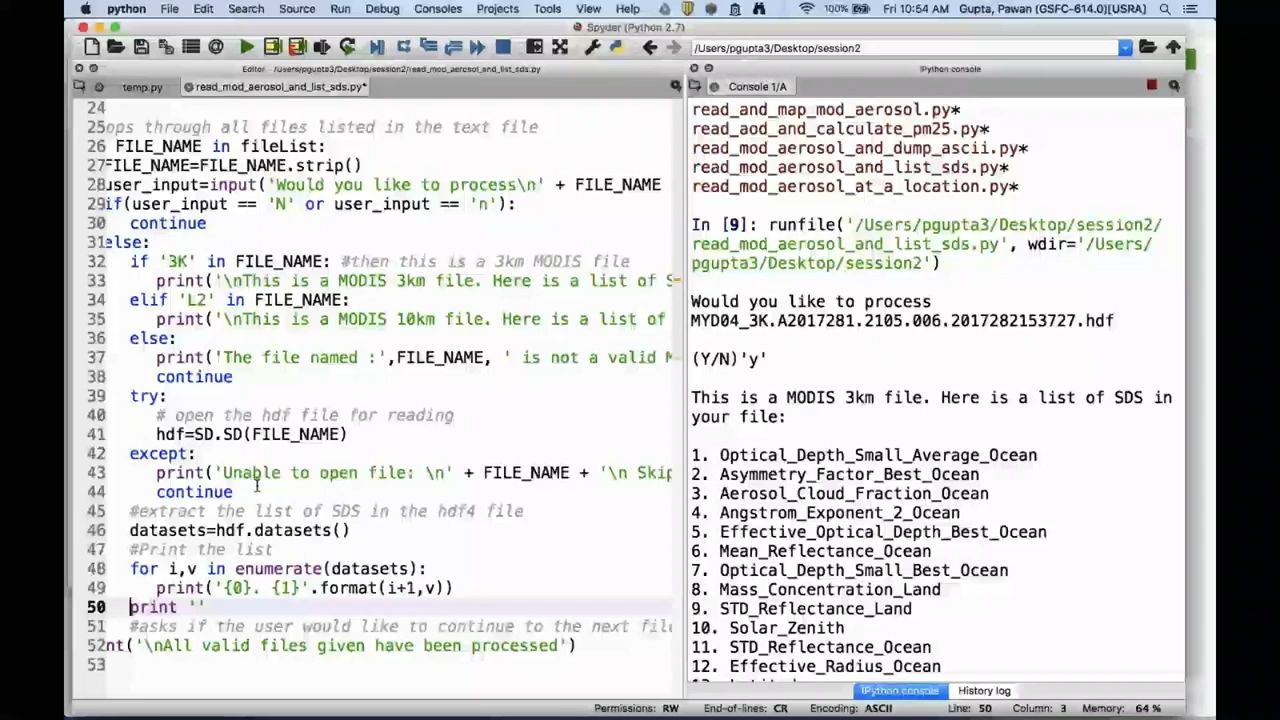 python File Edit Search Source Run Debug Consoles Projects Tools View Help 100% Fri 10:54 AM Gupta, Pawan (GSFC-614.0)[USRA]
Spyder (Python 2.7)
/Users/pgupta3/Desktop/session2
Editor - /Users/pgupta3/Desktop/session2/read_mod_aerosol_and_list_sds.py
temp.py read_mod_aerosol_and_list_sds.py*
24
25 ops through all files listed in the text file
26 FILE_NAME in fileList:
27 FILE_NAME=FILE_NAME.strip()
28 user_input=input('Would you like to process\n' + FILE_NAME
29 if(user_input == 'N' or user_input == 'n'):
30 continue
31 else:
32 if '3K' in FILE_NAME: #then this is a 3km MODIS file
33 print('\nThis is a MODIS 3km file. Here is a list of S
34 elif 'L2' in FILE_NAME:
35 print('\nThis is a MODIS 10km file. Here is a list of
36 else:
37 print('The file named :',FILE_NAME, ' is not a valid M
38 continue
39 try:
40 # open the hdf file for reading
41 hdf=SD.SD(FILE_NAME)
42 except:
43 print('Unable to open file: \n' + FILE_NAME + '\n Skip
44 continue
45 #extract the list of SDS in the hdf4 file
46 datasets=hdf.datasets()
47 #Print the list
48 for i,v in enumerate(datasets):
49 print('{0}. {1}'.format(i+1,v))
50 print ''
51 #asks if the user would like to continue to the next file
52 nt('\nAll valid files given have been processed')
53
IPython console
Console 1/A
read_and_map_mod_aerosol.py*
read_aod_and_calculate_pm25.py*
read_mod_aerosol_and_dump_ascii.py*
read_mod_aerosol_and_list_sds.py*
read_mod_aerosol_at_a_location.py*
In [9]: runfile('/Users/pgupta3/Desktop/session2/
read_mod_aerosol_and_list_sds.py', wdir='/Users/
pgupta3/Desktop/session2')
Would you like to process
MYD04_3K.A2017281.2105.006.2017282153727.hdf
(Y/N)'y'
This is a MODIS 3km file. Here is a list of SDS in
your file:
1. Optical_Depth_Small_Average_Ocean
2. Asymmetry_Factor_Best_Ocean
3. Aerosol_Cloud_Fraction_Ocean
4. Angstrom_Exponent_2_Ocean
5. Effective_Optical_Depth_Best_Ocean
6. Mean_Reflectance_Ocean
7. Optical_Depth_Small_Best_Ocean
8. Mass_Concentration_Land
9. STD_Reflectance_Land
10. Solar_Zenith
11. STD_Reflectance_Ocean
12. Effective_Radius_Ocean
IPython console History log
Permissions: RW End-of-lines: CR Encoding: ASCII Line: 50 Column: 3 Memory: 64 %